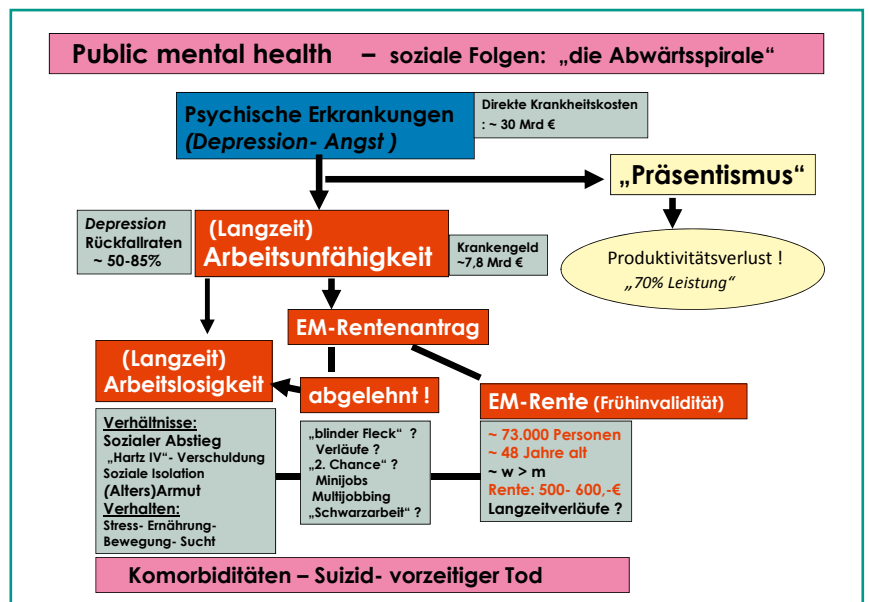 Public mental health – soziale Folgen: „die Abwärtsspirale“
Psychische Erkrankungen
(Depression- Angst )
Direkte Krankheitskosten
: ~ 30 Mrd €
„Präsentismus“
Produktivitätsverlust !
„70% Leistung“
Depression
Rückfallraten
~ 50-85%
(Langzeit)
Arbeitsunfähigkeit
Krankengeld
~7,8 Mrd €
EM-Rentenantrag
(Langzeit)
Arbeitslosigkeit
abgelehnt !
EM-Rente (Frühinvalidität)
Verhältnisse:
Sozialer Abstieg
„Hartz IV“- Verschuldung
Soziale Isolation
(Alters)Armut
Verhalten:
Stress- Ernährung-
Bewegung- Sucht
„blinder Fleck“ ?
Verläufe ?
„2. Chance“ ?
Minijobs
Multijobbing
„Schwarzarbeit“ ?
~ 73.000 Personen
~ 48 Jahre alt
~ w > m
Rente: 500- 600,-€
Langzeitverläufe ?
Komorbiditäten – Suizid- vorzeitiger Tod